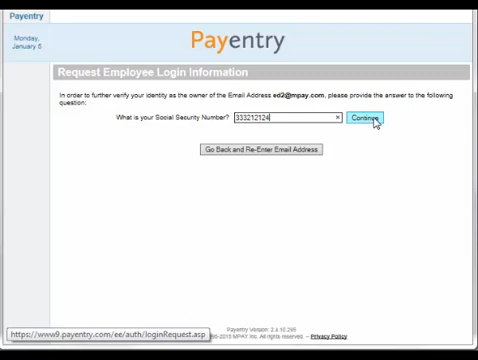 Payentry
Monday,
January 5
Payentry
Request Employee Login Information
In order to further verify your identity as the owner of the Email Address ed2@mpay.com, please provide the answer to the following
question:
What is your Social Security Number? 333212124 × Continue
Go Back and Re-Enter Email Address
Payentry Version: 2.4.10.295
-2015 MPAY Inc. All rights reserved. - Privacy Policy
https://www9.payentry.com/ee/auth/loginRequest.asp